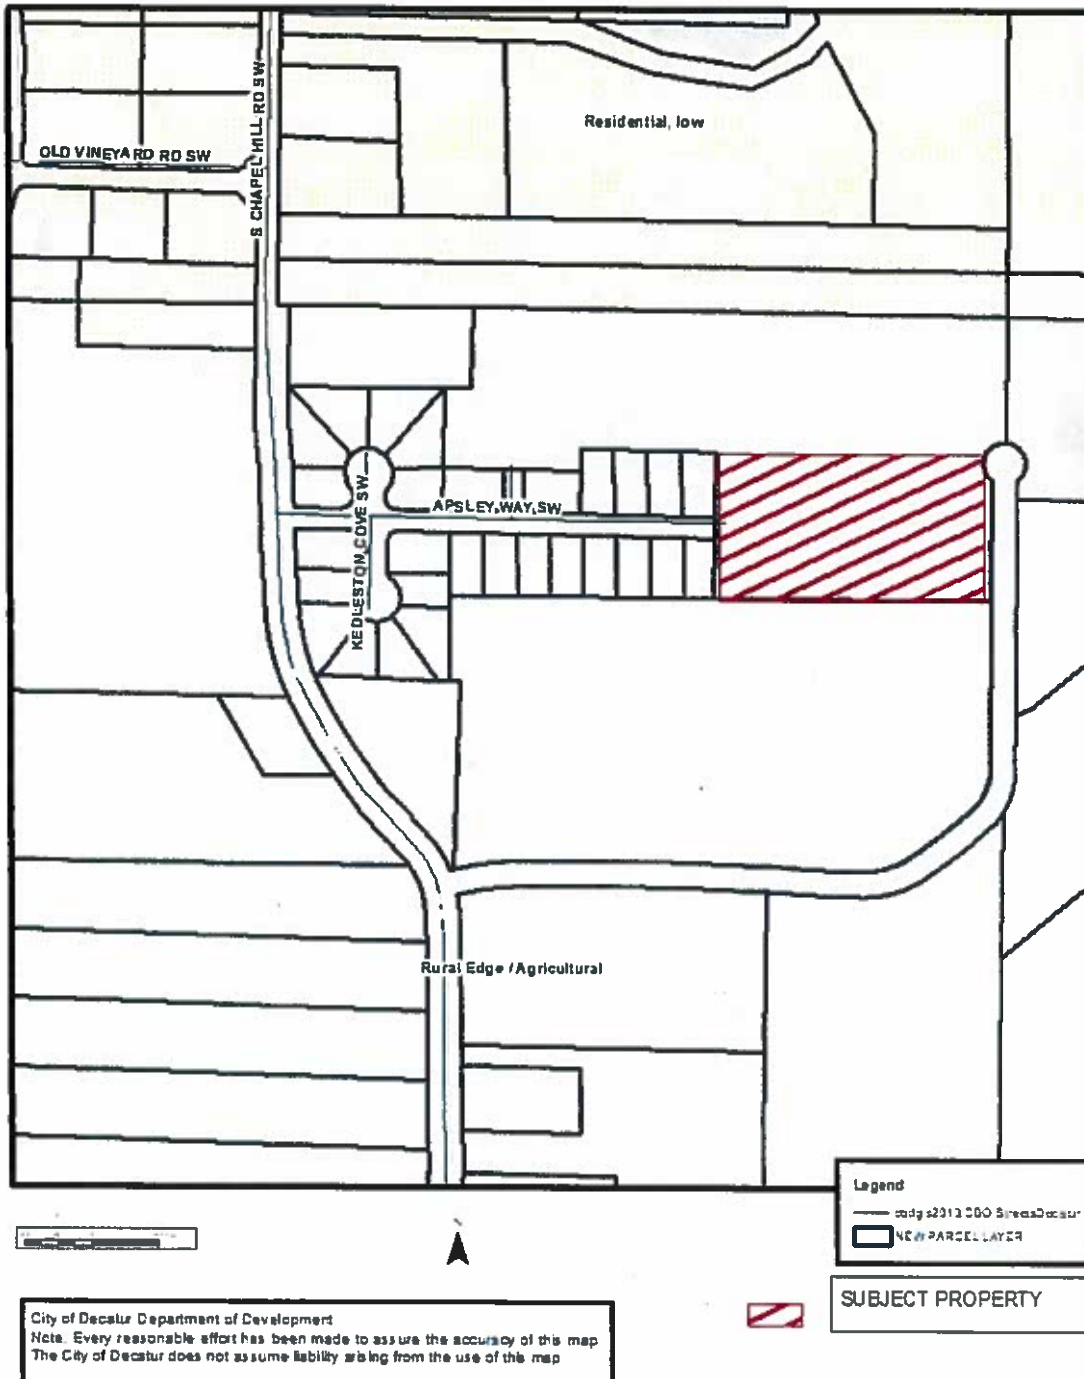 Residential, low
S CHAPEL HILL RD SW
OLD VINEYARD RD SW
APSLEY WAY SW
KEDLESTON COVE SW
Rural Edge / Agricultural
Legend
NEW PARCEL LAYER
SUBJECT PROPERTY
City of Decatur Department of Development
Note. Every reasonable effort has been made to assure the accuracy of this map
The City of Decatur does not assume liability arising from the use of this map